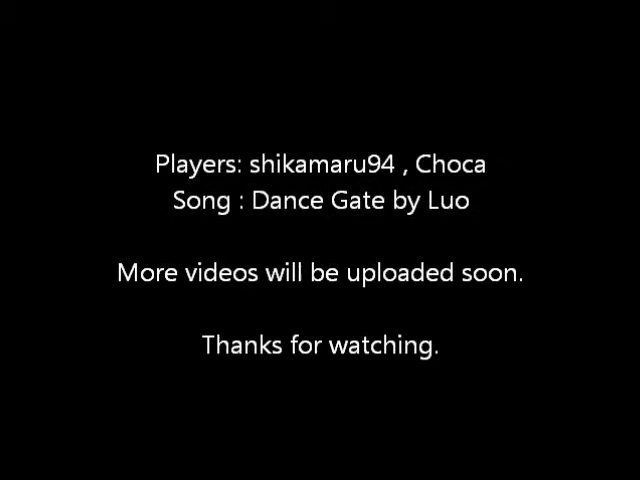 Players: shikamaru94 , Choca
Song : Dance Gate by Luo
More videos will be uploaded soon.
Thanks for watching.